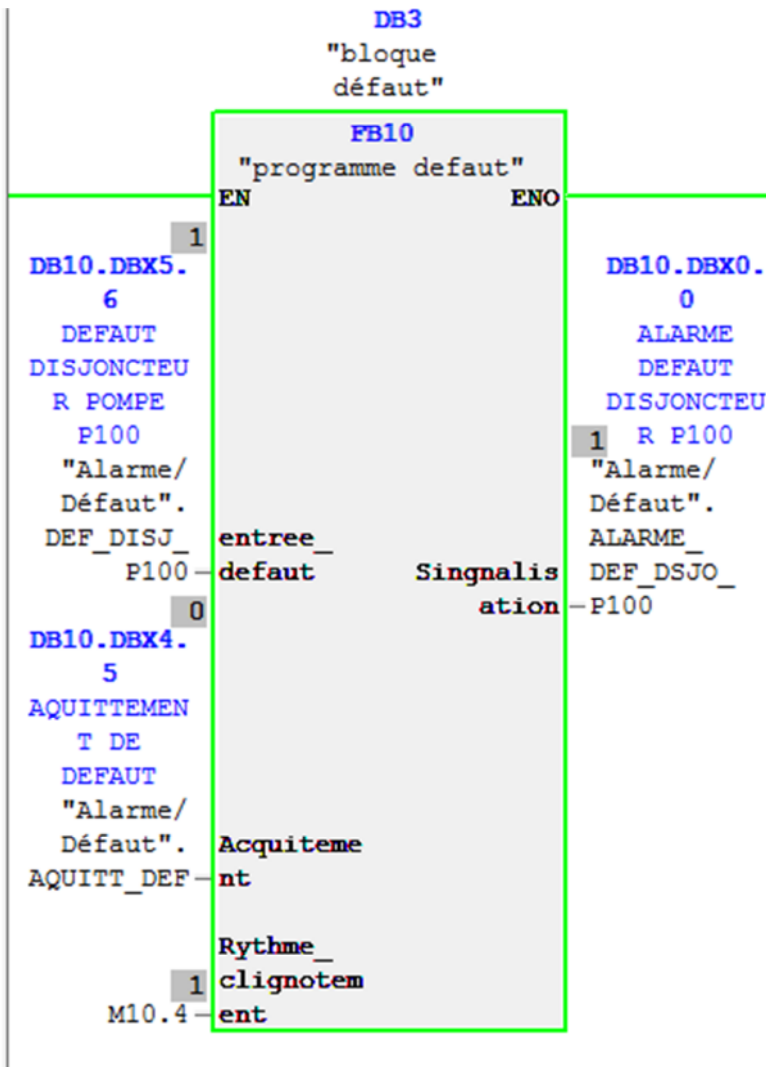 DB3
"bloque
défaut"
FB10
"programme defaut"
EN
ENO
1
DB10.DBX5.
6
DEFAUT
DISJONCTEU
R POMPE
P100
"Alarme/
Défaut".
DEF_DISJ_
P100
entree_
defaut
0
DB10.DBX4.
5
AQUITTEMEN
T DE
DEFAUT
"Alarme/
Défaut".
AQUITT_DEF
Acquiteme
nt
Rythme_
clignotem
ent
1
M10.4
Singnalis
ation
DB10.DBX0.
0
ALARME
DEFAUT
DISJONCTEU
R P100
1
"Alarme/
Défaut".
ALARME_
DEF_DSJO_
P100